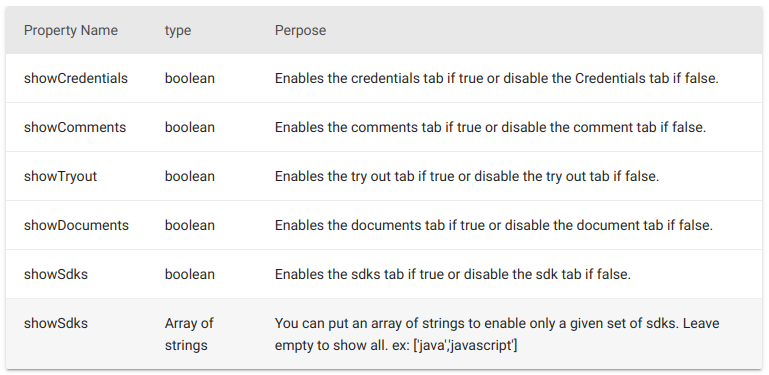 Property Name type Perpose
showCredentials boolean Enables the credentials tab if true or disable the Credentials tab if false.
showComments boolean Enables the comments tab if true or disable the comment tab if false.
showTryout boolean Enables the try out tab if true or disable the try out tab if false.
showDocuments boolean Enables the documents tab if true or disable the document tab if false.
showSdks boolean Enables the sdks tab if true or disable the sdk tab if false.
showSdks Array of You can put an array of strings to enable only a given set of sdks. Leave
strings empty to show all. ex: ['java','javascript']